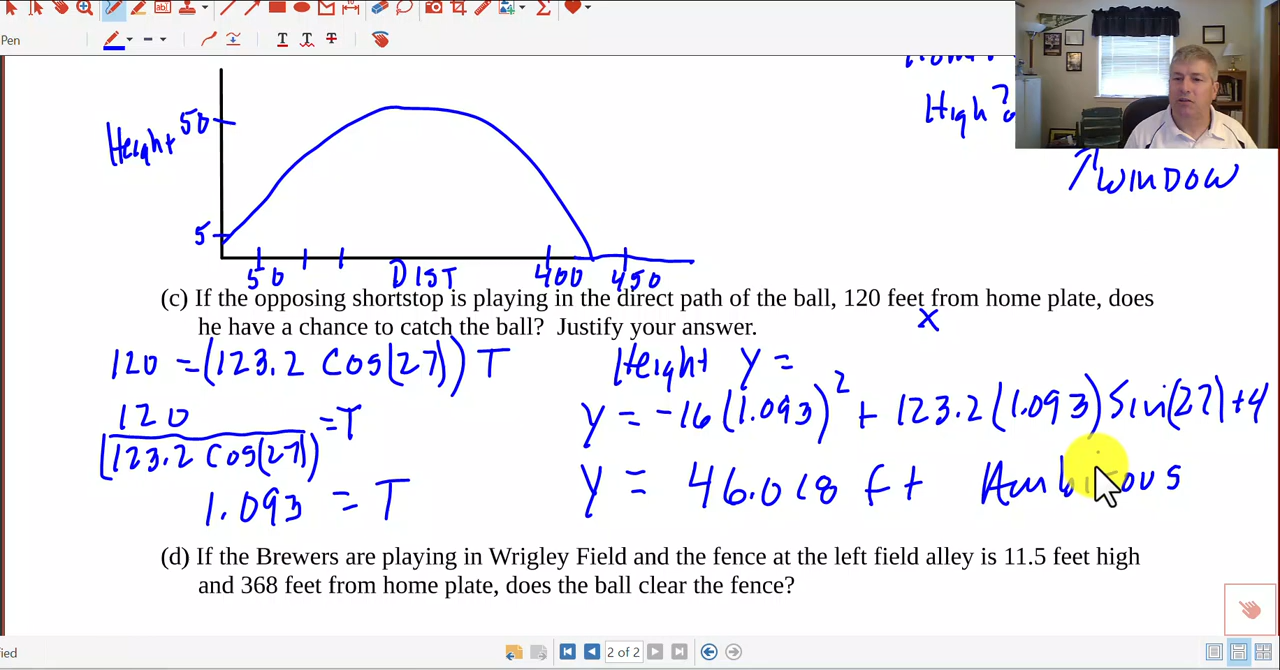 Pen
High?
WINDOW
Height 50
5
50 DIST 400 450
(c) If the opposing shortstop is playing in the direct path of the ball, 120 feet from home plate, does
he have a chance to catch the ball? Justify your answer.
x
120 = (123.2 Cos(27)) T
Height y =
120
(123.2 Cos(27)) = T
y = -16(1.093)² + 123.2(1.093) Sin(27) + 4
1.093 = T
y = 46.018 ft Ambitous
(d) If the Brewers are playing in Wrigley Field and the fence at the left field alley is 11.5 feet high
and 368 feet from home plate, does the ball clear the fence?
2 of 2